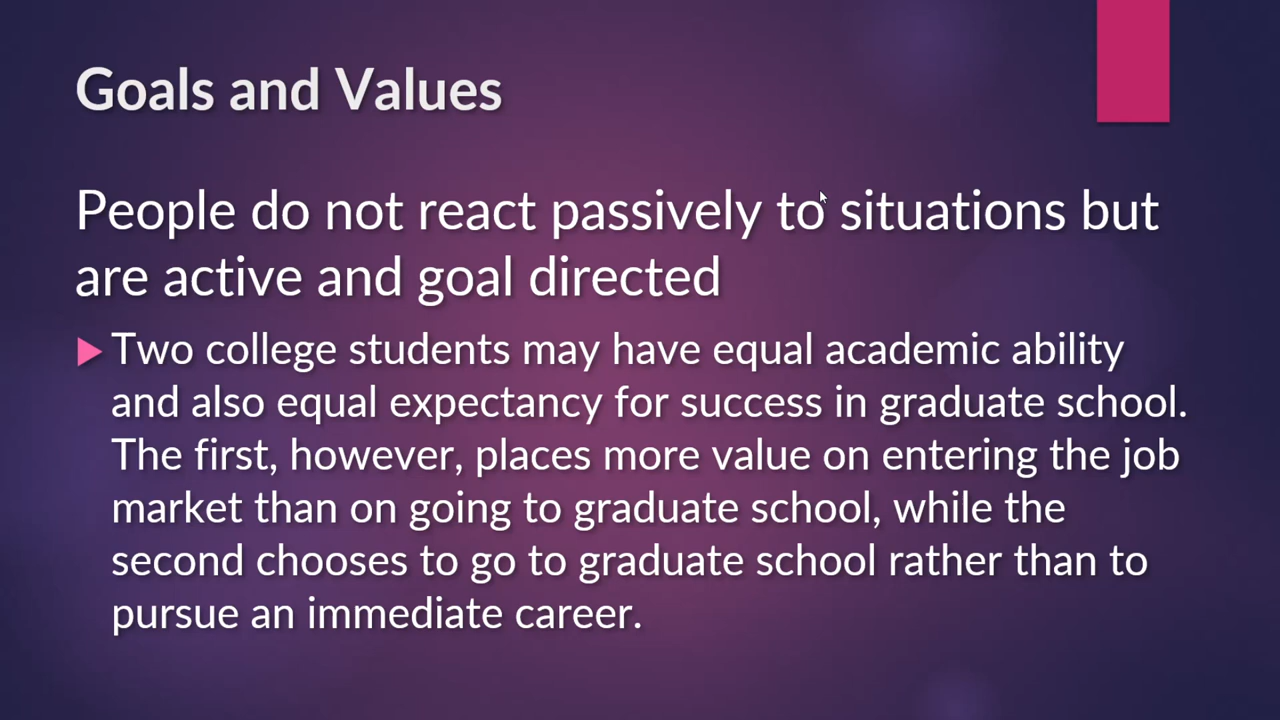 Goals and Values
People do not react passively to situations but
are active and goal directed
Two college students may have equal academic ability
and also equal expectancy for success in graduate school.
The first, however, places more value on entering the job
market than on going to graduate school, while the
second chooses to go to graduate school rather than to
pursue an immediate career.